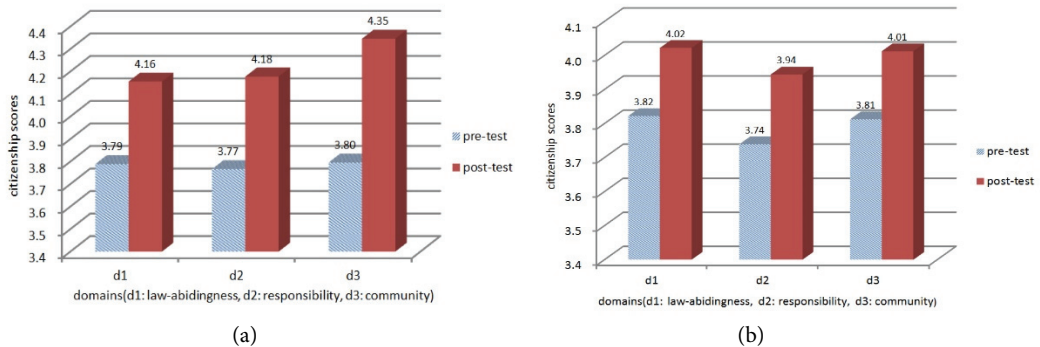 4.4
4.3
4.2
4.1
4.0
3.9
3.8
3.7
3.6
3.5
3.4
citizenship scores
3.79
4.16
3.77
4.18
3.80
4.35
d1
d2
d3
domains(d1: law-abidingness, d2: responsibility, d3: community)
pre-test
post-test
(a)
4.1
4.0
3.9
3.8
3.7
3.6
3.5
3.4
citizenship scores
3.82
4.02
3.74
3.94
3.81
4.01
d1
d2
d3
domains(d1: law-abidingness, d2: responsibility, d3: community)
pre-test
post-test
(b)